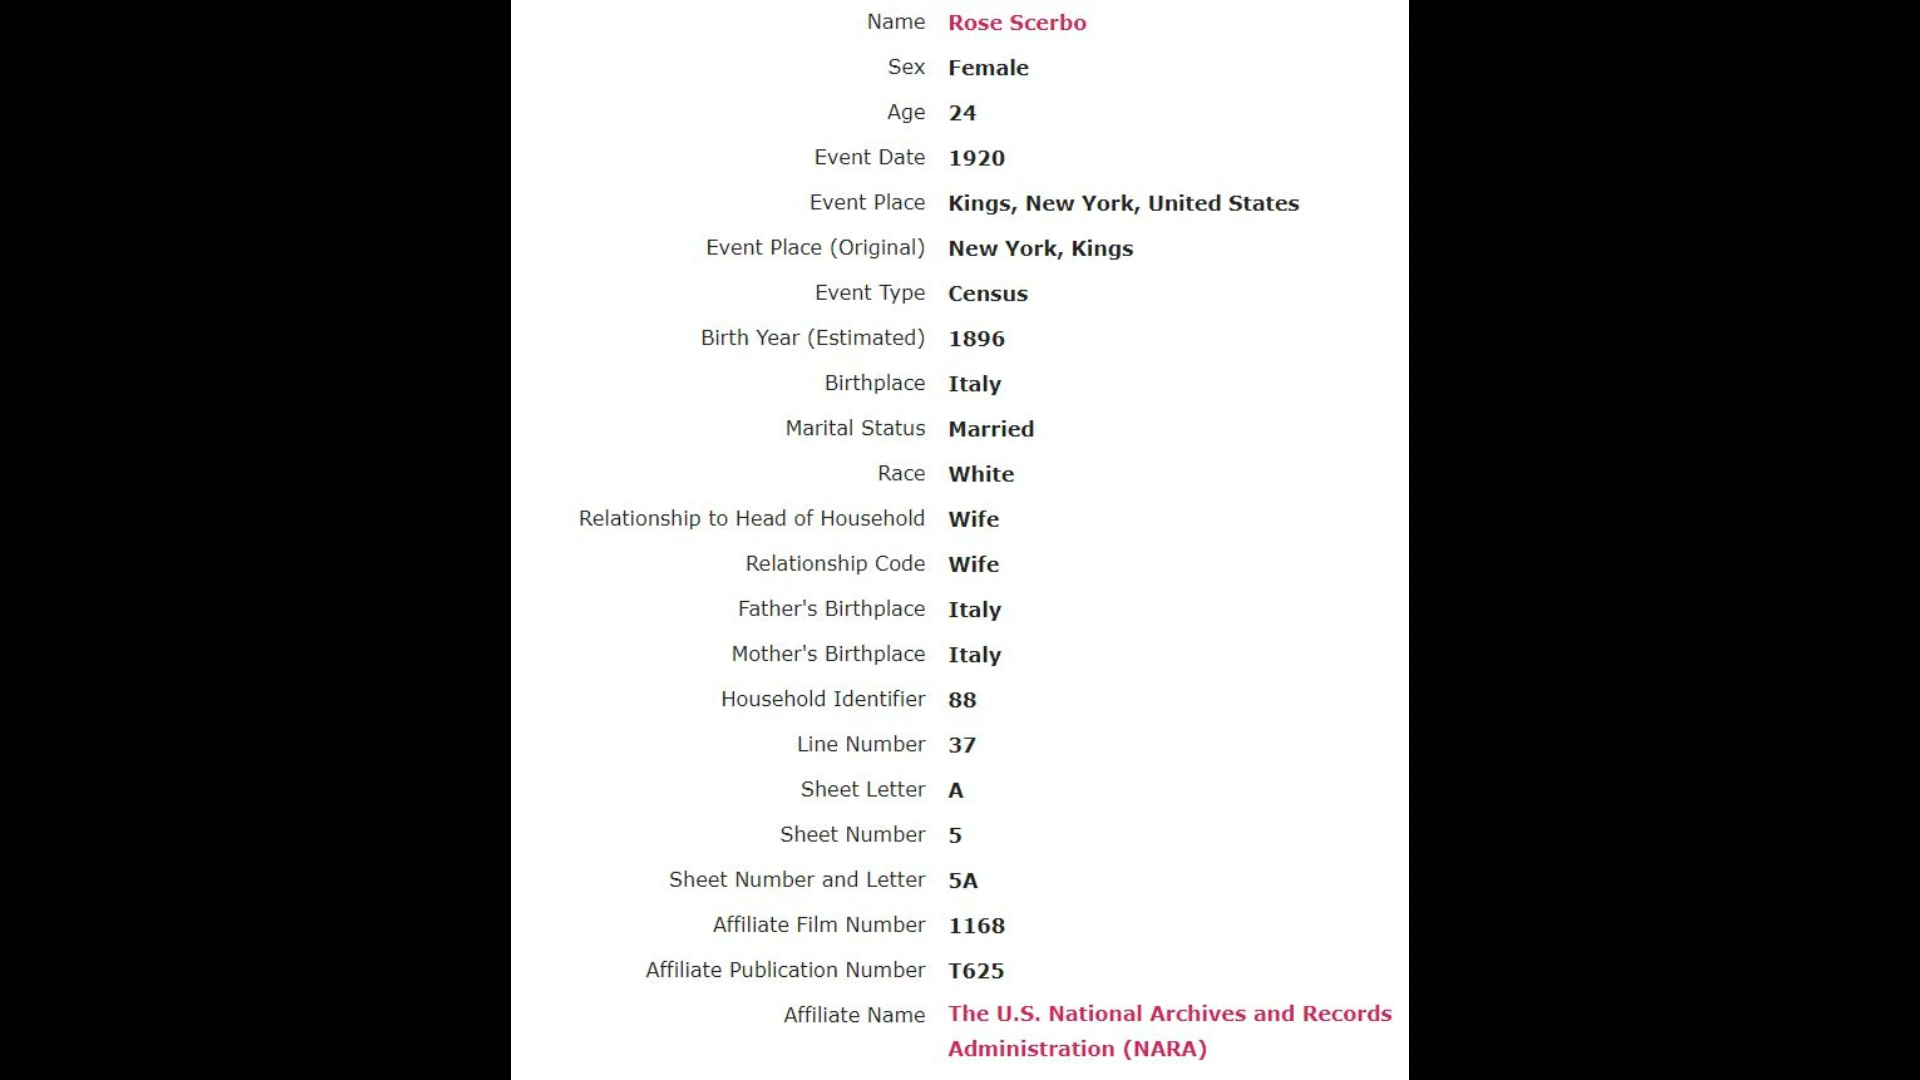 Name Rose Scerbo
Sex Female
Age 24
Event Date 1920
Event Place Kings, New York, United States
Event Place (Original) New York, Kings
Event Type Census
Birth Year (Estimated) 1896
Birthplace Italy
Marital Status Married
Race White
Relationship to Head of Household Wife
Relationship Code Wife
Father's Birthplace Italy
Mother's Birthplace Italy
Household Identifier 88
Line Number 37
Sheet Letter A
Sheet Number 5
Sheet Number and Letter 5A
Affiliate Film Number 1168
Affiliate Publication Number T625
Affiliate Name The U.S. National Archives and Records
Administration (NARA)